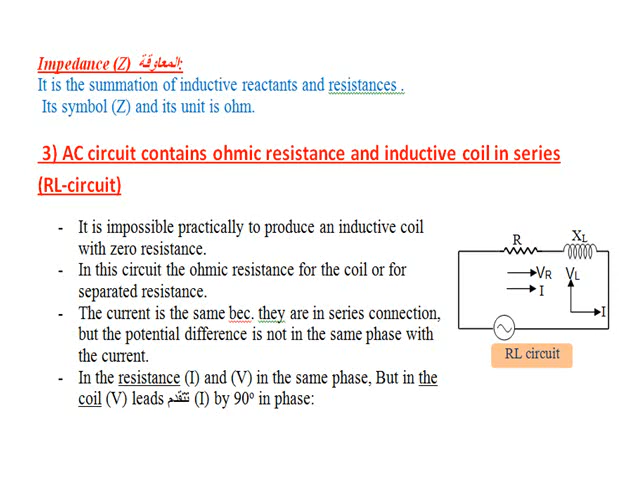 Impedance (Z) المعاوقة:
It is the summation of inductive reactants and resistances .
Its symbol (Z) and its unit is ohm.
3) AC circuit contains ohmic resistance and inductive coil in series
(RL-circuit)
- It is impossible practically to produce an inductive coil
with zero resistance.
- In this circuit the ohmic resistance for the coil or for
separated resistance.
- The current is the same bec. they are in series connection,
but the potential difference is not in the same phase with
the current.
- In the resistance (I) and (V) in the same phase, But in the
coil (V) leads تتقدم (I) by 90º in phase:
R XL
VR VL
I I
RL circuit